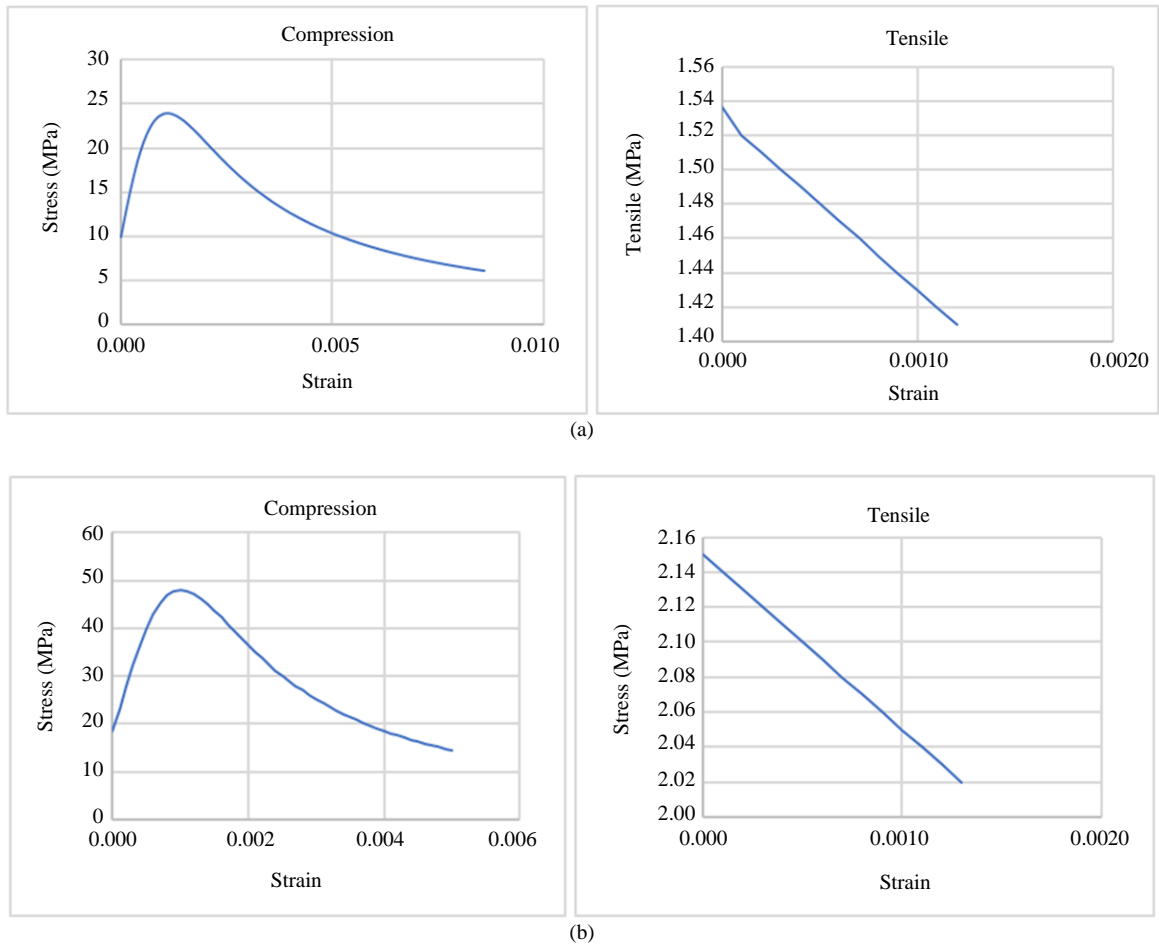 Compression
30
25
20
15
10
5
0
Stress (MPa)
0.000 0.005 0.010
Strain
Tensile
1.56
1.54
1.52
1.50
1.48
1.46
1.44
1.42
1.40
Tensile (MPa)
0.000 0.0010 0.0020
Strain
(a)
Compression
60
50
40
30
20
10
0
Stress (MPa)
0.000 0.002 0.004 0.006
Strain
Tensile
2.16
2.14
2.12
2.10
2.08
2.06
2.04
2.02
2.00
Stress (MPa)
0.000 0.0010 0.0020
Strain
(b)